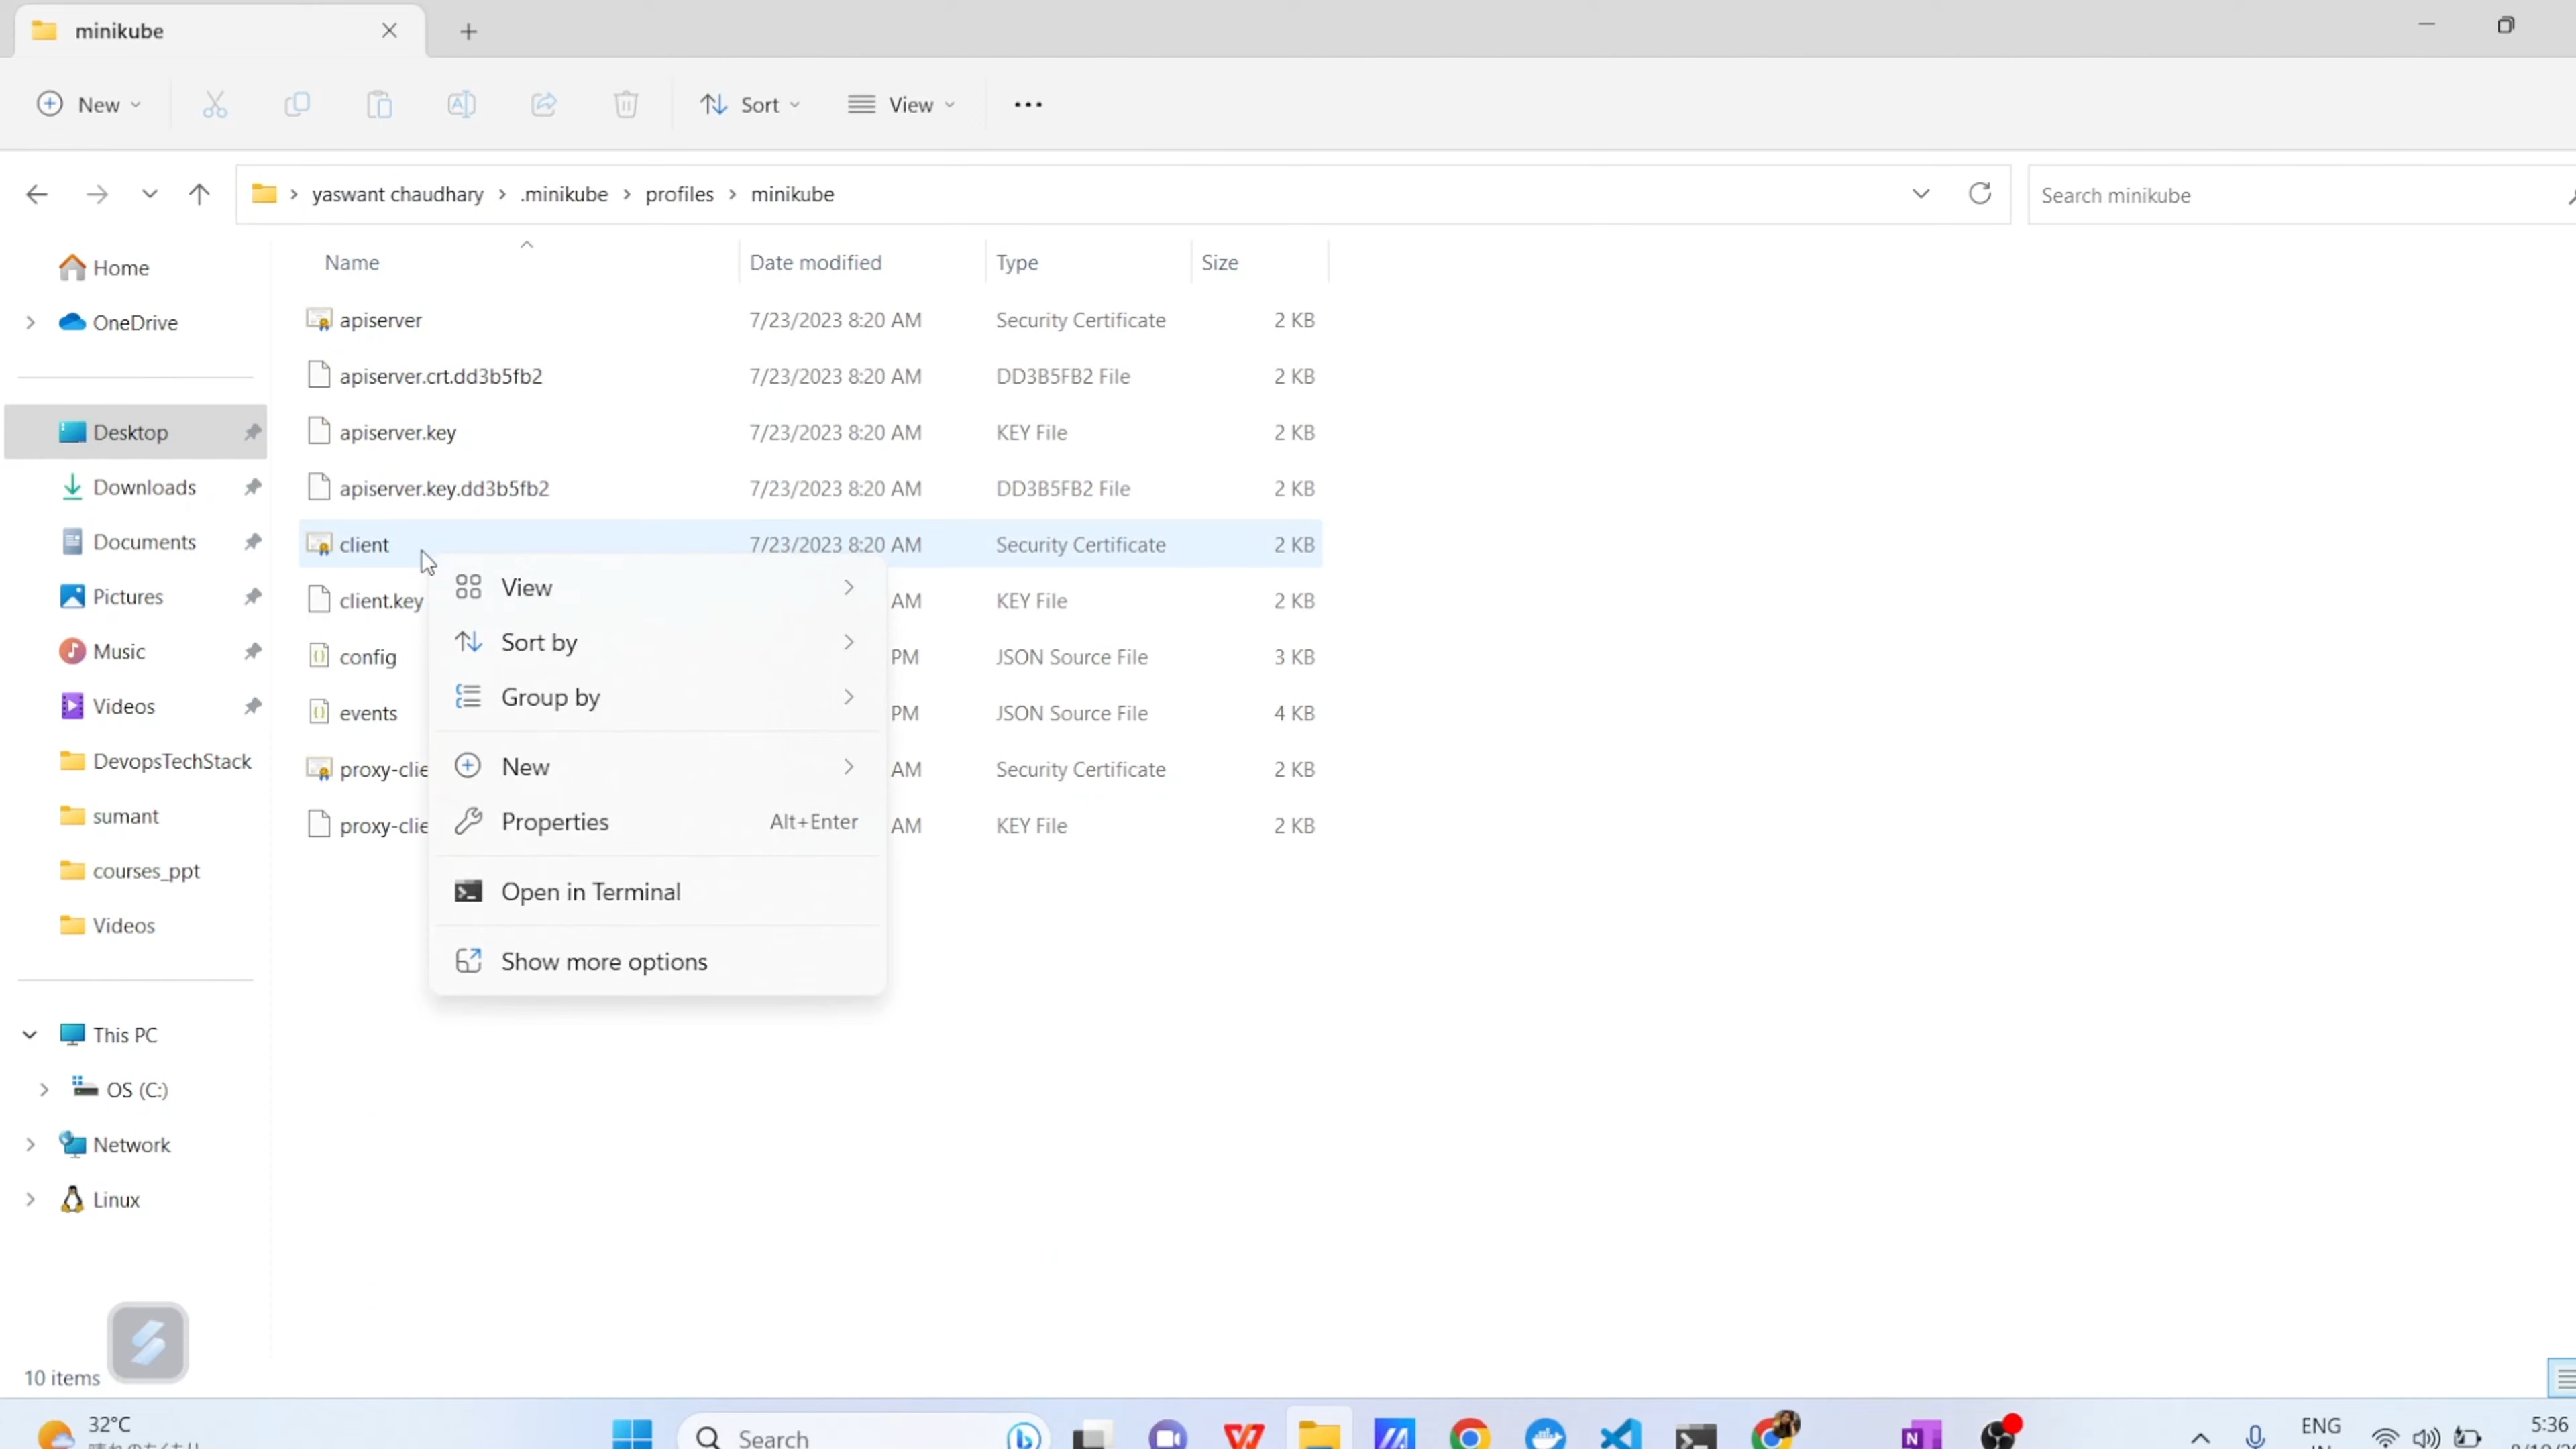 minikube
New
Sort
View
yaswant chaudhary > .minikube > profiles > minikube
Search minikube
Name Date modified Type Size
Home
OneDrive
Desktop
Downloads
Documents
Pictures
Music
Videos
DevopsTechStack
sumant
courses_ppt
Videos
This PC
OS (C:)
Network
Linux
apiserver 7/23/2023 8:20 AM Security Certificate 2 KB
apiserver.crt.dd3b5fb2 7/23/2023 8:20 AM DD3B5FB2 File 2 KB
apiserver.key 7/23/2023 8:20 AM KEY File 2 KB
apiserver.key.dd3b5fb2 7/23/2023 8:20 AM DD3B5FB2 File 2 KB
client 7/23/2023 8:20 AM Security Certificate 2 KB
client.key AM KEY File 2 KB
config PM JSON Source File 3 KB
events PM JSON Source File 4 KB
proxy-clie AM Security Certificate 2 KB
proxy-clie AM KEY File 2 KB
View
Sort by
Group by
New
Properties Alt+Enter
Open in Terminal
Show more options
10 items
32°C
Search
ENG
IN
5:36